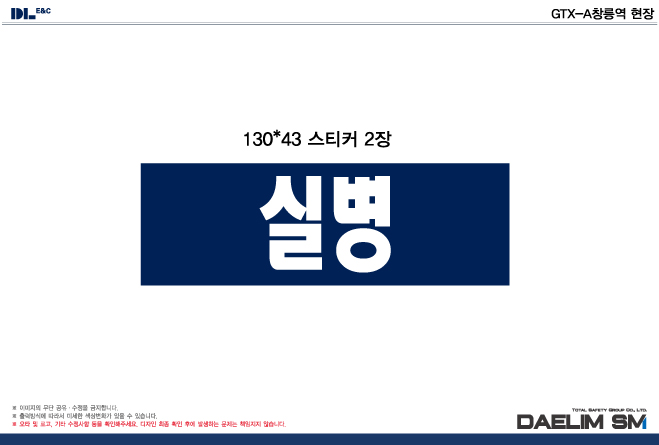 DL E&C
GTX-A창릉역 현장
130*43 스티커 2장
실병
※ 이미지의 무단 공유·수정을 금지합니다.
※ 출력방식에 따라서 미세한 색상변화가 있을 수 있습니다.
※ 오타 및 로고, 기타 수정사항 등을 확인해주세요. 디자인 최종 확인 후에 발생하는 문제는 책임지지 않습니다.
Total Safety Group Co., Ltd.
DAELIM SM